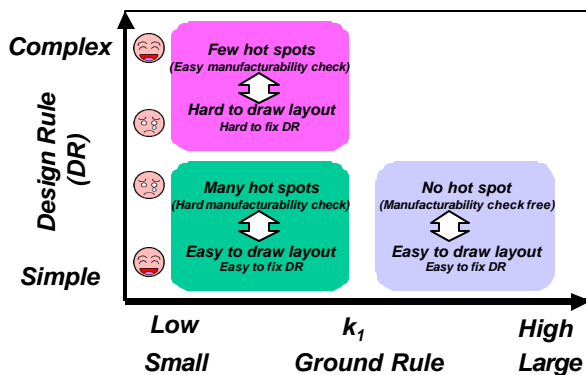 Complex
Design Rule
(DR)
Simple
Few hot spots
(Easy manufacturability check)
Hard to draw layout
Hard to fix DR
Many hot spots
(Hard manufacturability check)
Easy to draw layout
Easy to fix DR
No hot spot
(Manufacturability check free)
Easy to draw layout
Easy to fix DR
Low k₁ High
Small Ground Rule Large